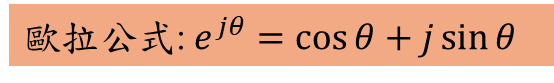 歐拉公式: e^{jθ} = cos θ + j sin θ